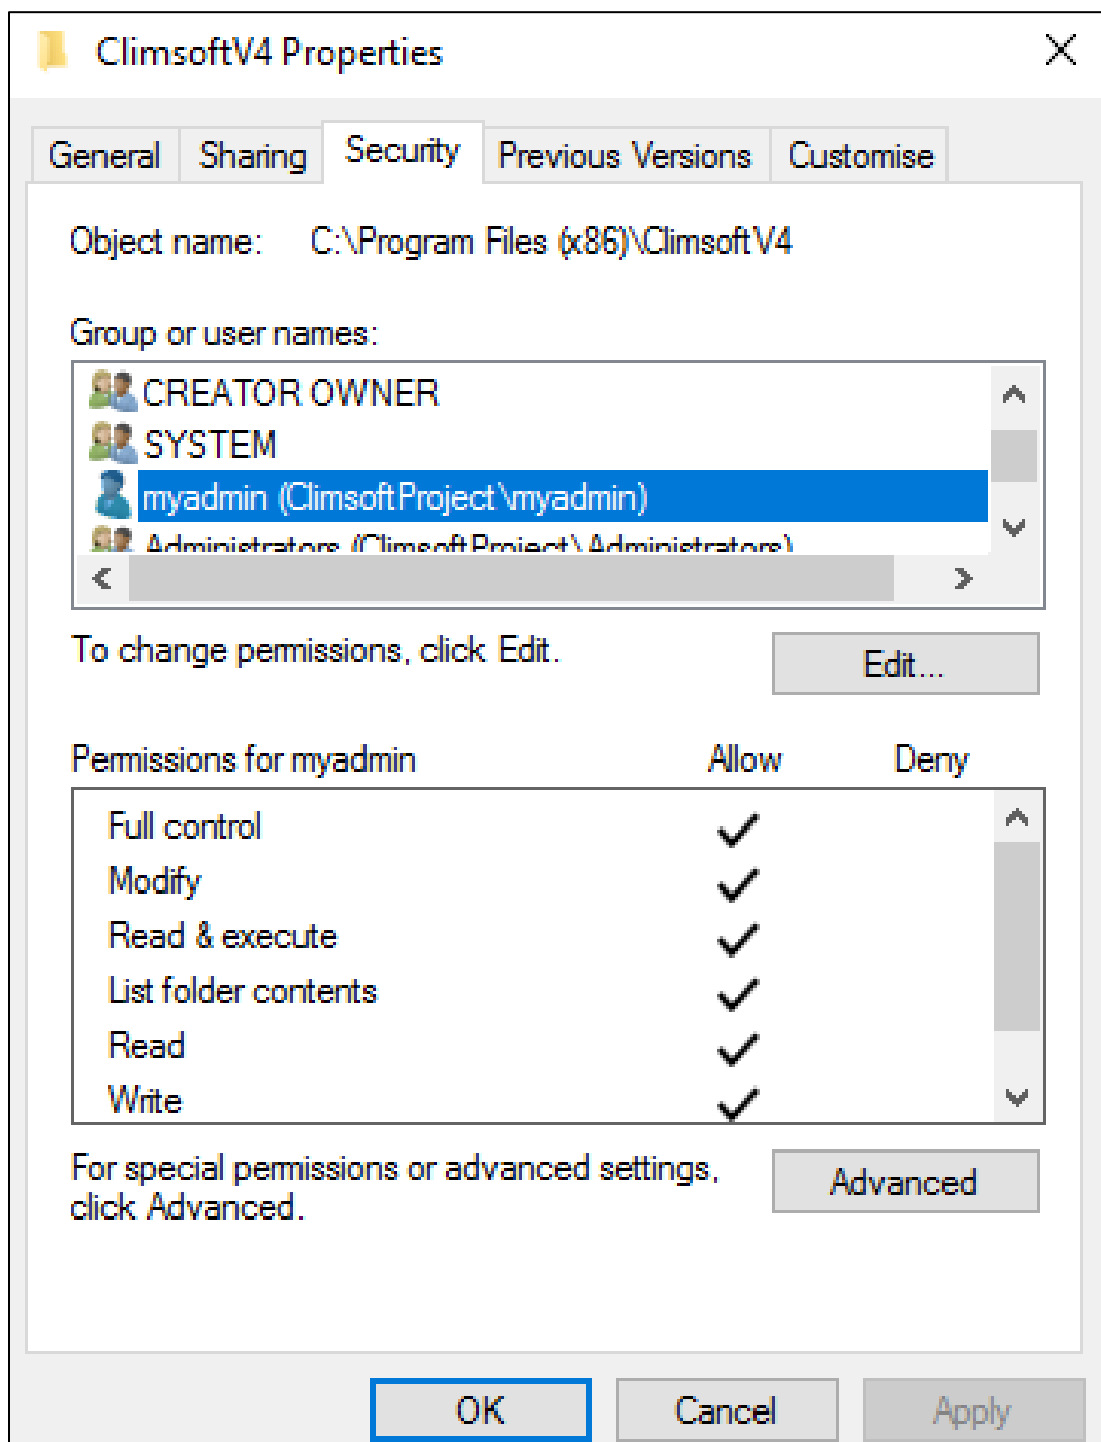 ClimsoftV4 Properties
General Sharing Security Previous Versions Customise
Object name: C:\Program Files (x86)\ClimsoftV4
Group or user names:
CREATOR OWNER
SYSTEM
myadmin (ClimsoftProject\myadmin)
Administrators (ClimsoftProject\Administrators)
To change permissions, click Edit.
Edit...
Permissions for myadmin Allow Deny
Full control
Modify
Read & execute
List folder contents
Read
Write
For special permissions or advanced settings,
click Advanced.
Advanced
OK Cancel Apply